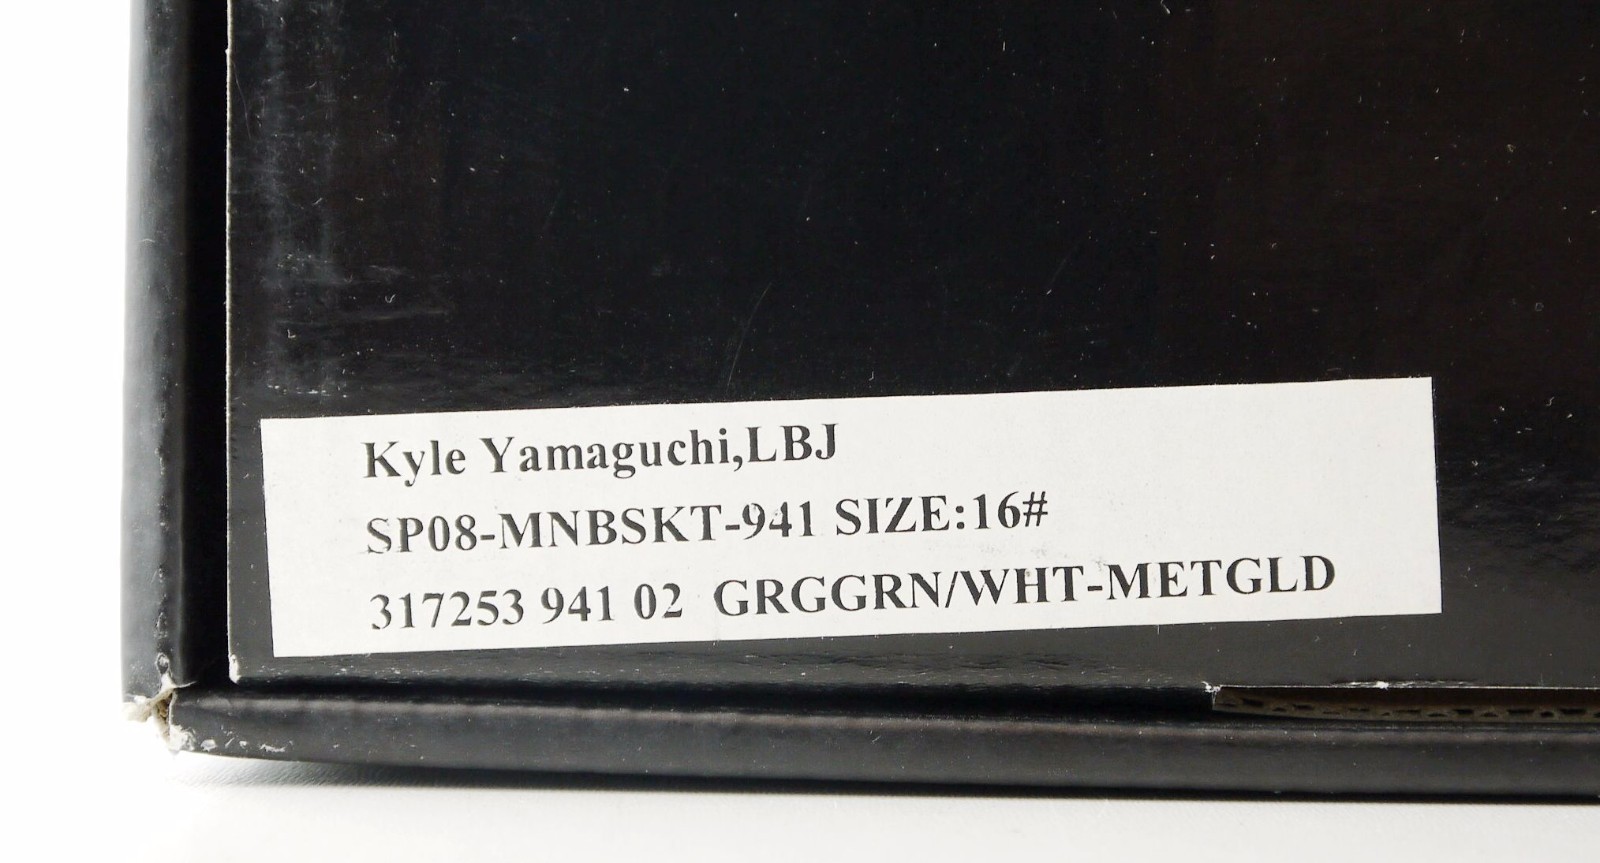 Kyle Yamaguchi,LBJ
SP08-MNBSKT-941 SIZE:16#
317253 941 02 GRGGRN/WHT-METGLD